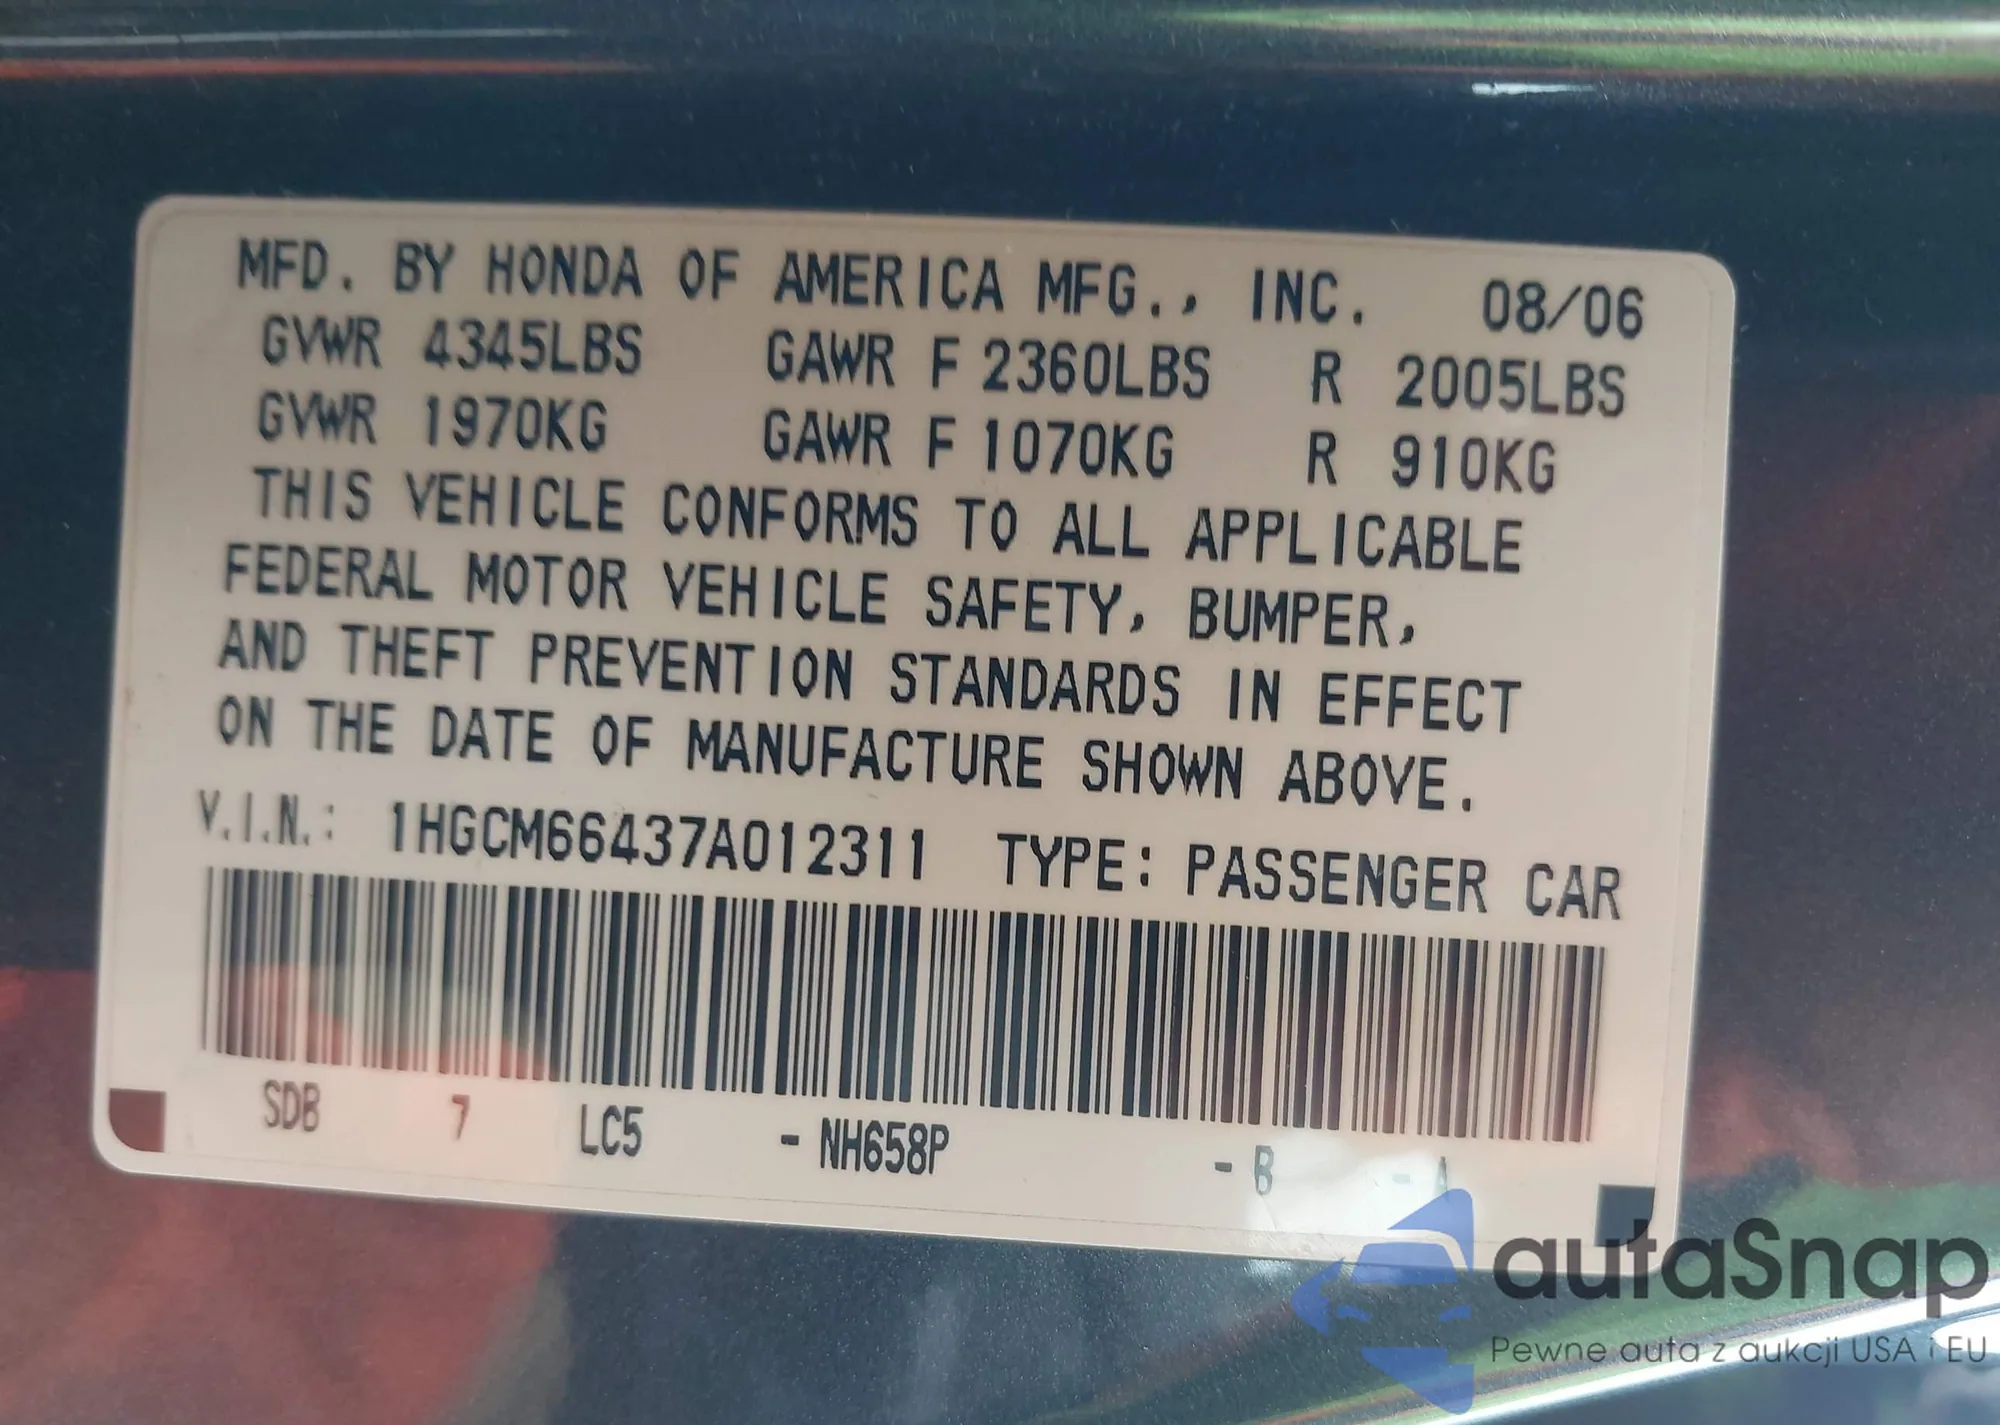 MFD. BY HONDA OF AMERICA MFG., INC. 08/06
GVWR 4345LBS GAWR F 2360LBS R 2005LBS
GVWR 1970KG GAWR F 1070KG R 910KG
THIS VEHICLE CONFORMS TO ALL APPLICABLE
FEDERAL MOTOR VEHICLE SAFETY, BUMPER,
AND THEFT PREVENTION STANDARDS IN EFFECT
ON THE DATE OF MANUFACTURE SHOWN ABOVE.
V.I.N.: 1HGCM66437A012311 TYPE: PASSENGER CAR
SDB 7 LC5 - NH658P - B - A
autaSnap
Pewne auta z aukcji USA i EU